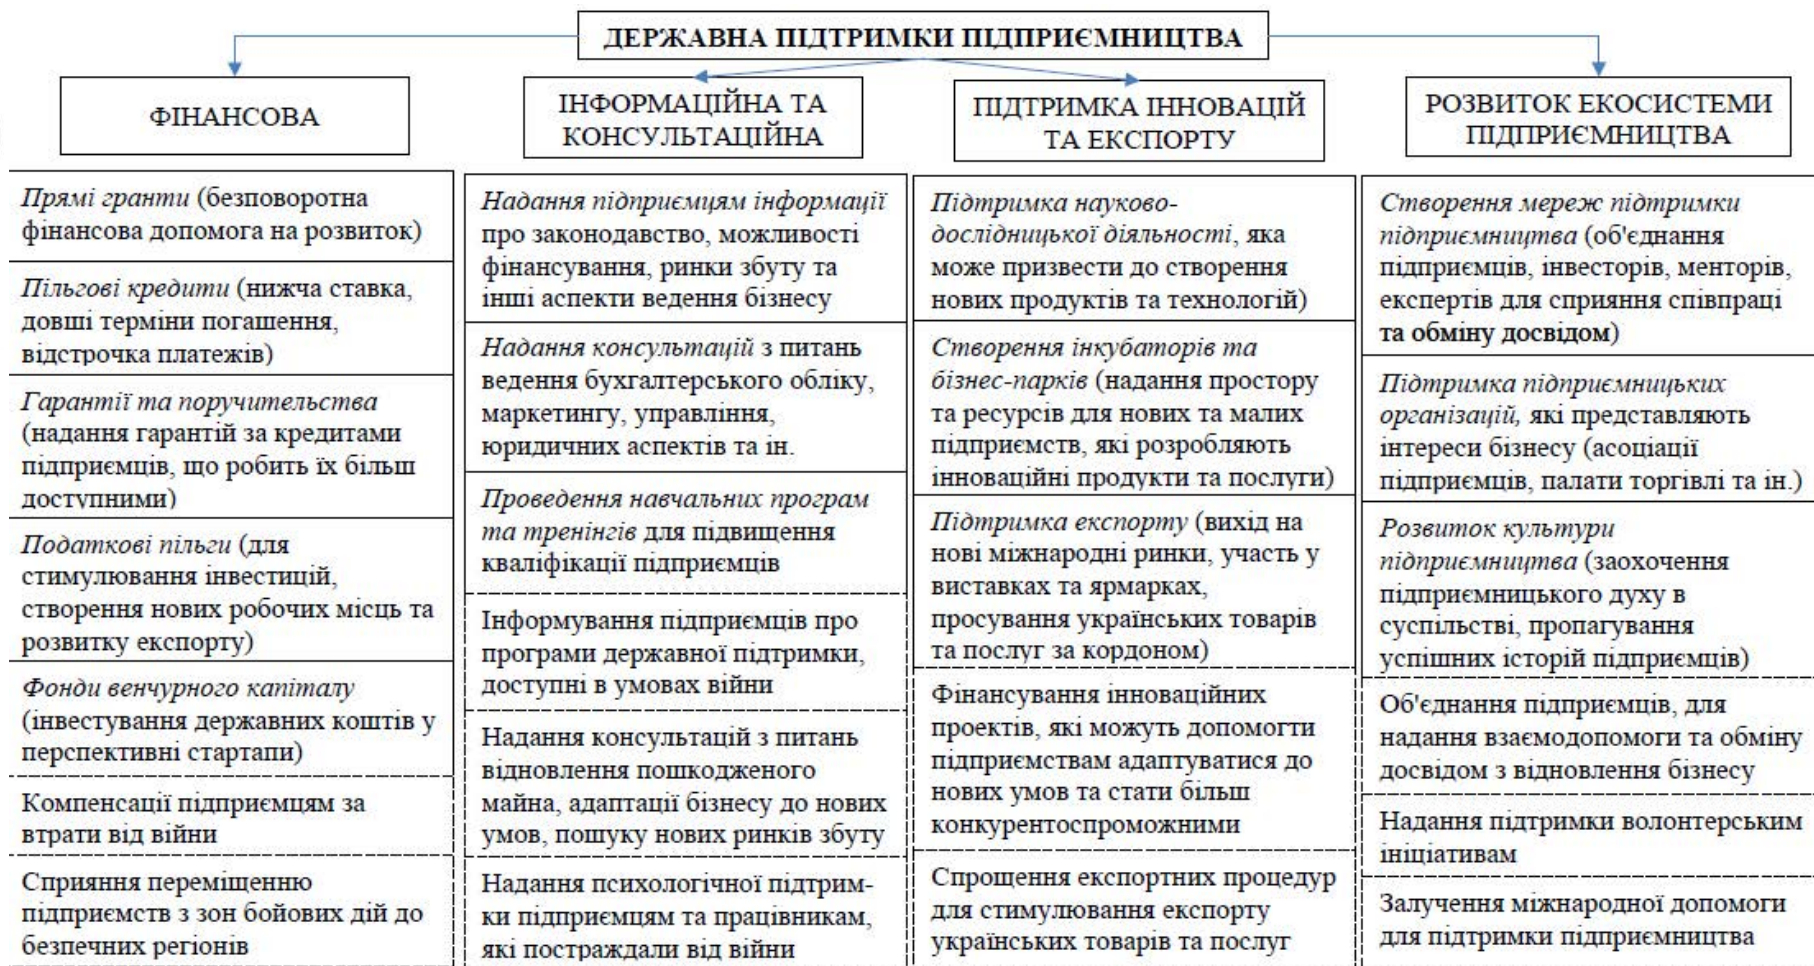 ДЕРЖАВНА ПІДТРИМКИ ПІДПРИЄМНИЦТВА
ФІНАНСОВА
Прямі гранти (безповоротна
фінансова допомога на розвиток)
Пільгові кредити (нижча ставка,
довші терміни погашення,
відстрочка платежів)
Гарантії та поручительства
(надання гарантій за кредитами
підприємців, що робить їх більш
доступними)
Податкові пільги (для
стимулювання інвестицій,
створення нових робочих місць та
розвитку експорту)
Фонди венчурного капіталу
(інвестування державних коштів у
перспективні стартапи)
Компенсації підприємцям за
втрати від війни
Сприяння переміщенню
підприємств з зон бойових дій до
безпечних регіонів
ІНФОРМАЦІЙНА ТА
КОНСУЛЬТАЦІЙНА
Надання підприємцям інформації
про законодавство, можливості
фінансування, ринки збуту та
інші аспекти ведення бізнесу
Надання консультацій з питань
ведення бухгалтерського обліку,
маркетингу, управління,
юридичних аспектів та ін.
Проведення навчальних програм
та тренінгів для підвищення
кваліфікації підприємців
Інформування підприємців про
програми державної підтримки,
доступні в умовах війни
Надання консультацій з питань
відновлення пошкодженого
майна, адаптації бізнесу до нових
умов, пошуку нових ринків збуту
Надання психологічної підтрим-
ки підприємцям та працівникам,
які постраждали від війни
ПІДТРИМКА ІННОВАЦІЙ
ТА ЕКСПОРТУ
Підтримка науково-
дослідницької діяльності, яка
може призвести до створення
нових продуктів та технологій)
Створення інкубаторів та
бізнес-парків (надання простору
та ресурсів для нових та малих
підприємств, які розробляють
інноваційні продукти та послуги)
Підтримка експорту (вихід на
нові міжнародні ринки, участь у
виставках та ярмарках,
просування українських товарів
та послуг за кордоном)
Фінансування інноваційних
проектів, які можуть допомогти
підприємствам адаптуватися до
нових умов та стати більш
конкурентоспроможними
Спрощення експортних процедур
для стимулювання експорту
українських товарів та послуг
РОЗВИТОК ЕКОСИСТЕМИ
ПІДПРИЄМНИЦТВА
Створення мереж підтримки
підприємництва (об'єднання
підприємців, інвесторів, менторів,
експертів для сприяння співпраці
та обміну досвідом)
Підтримка підприємницьких
організацій, які представляють
інтереси бізнесу (асоціації
підприємців, палати торгівлі та ін.)
Розвиток культури
підприємництва (заохочення
підприємницького духу в
суспільстві, пропагування
успішних історій підприємців)
Об'єднання підприємців, для
надання взаємодопомоги та обміну
досвідом з відновлення бізнесу
Надання підтримки волонтерським
ініціативам
Залучення міжнародної допомоги
для підтримки підприємництва